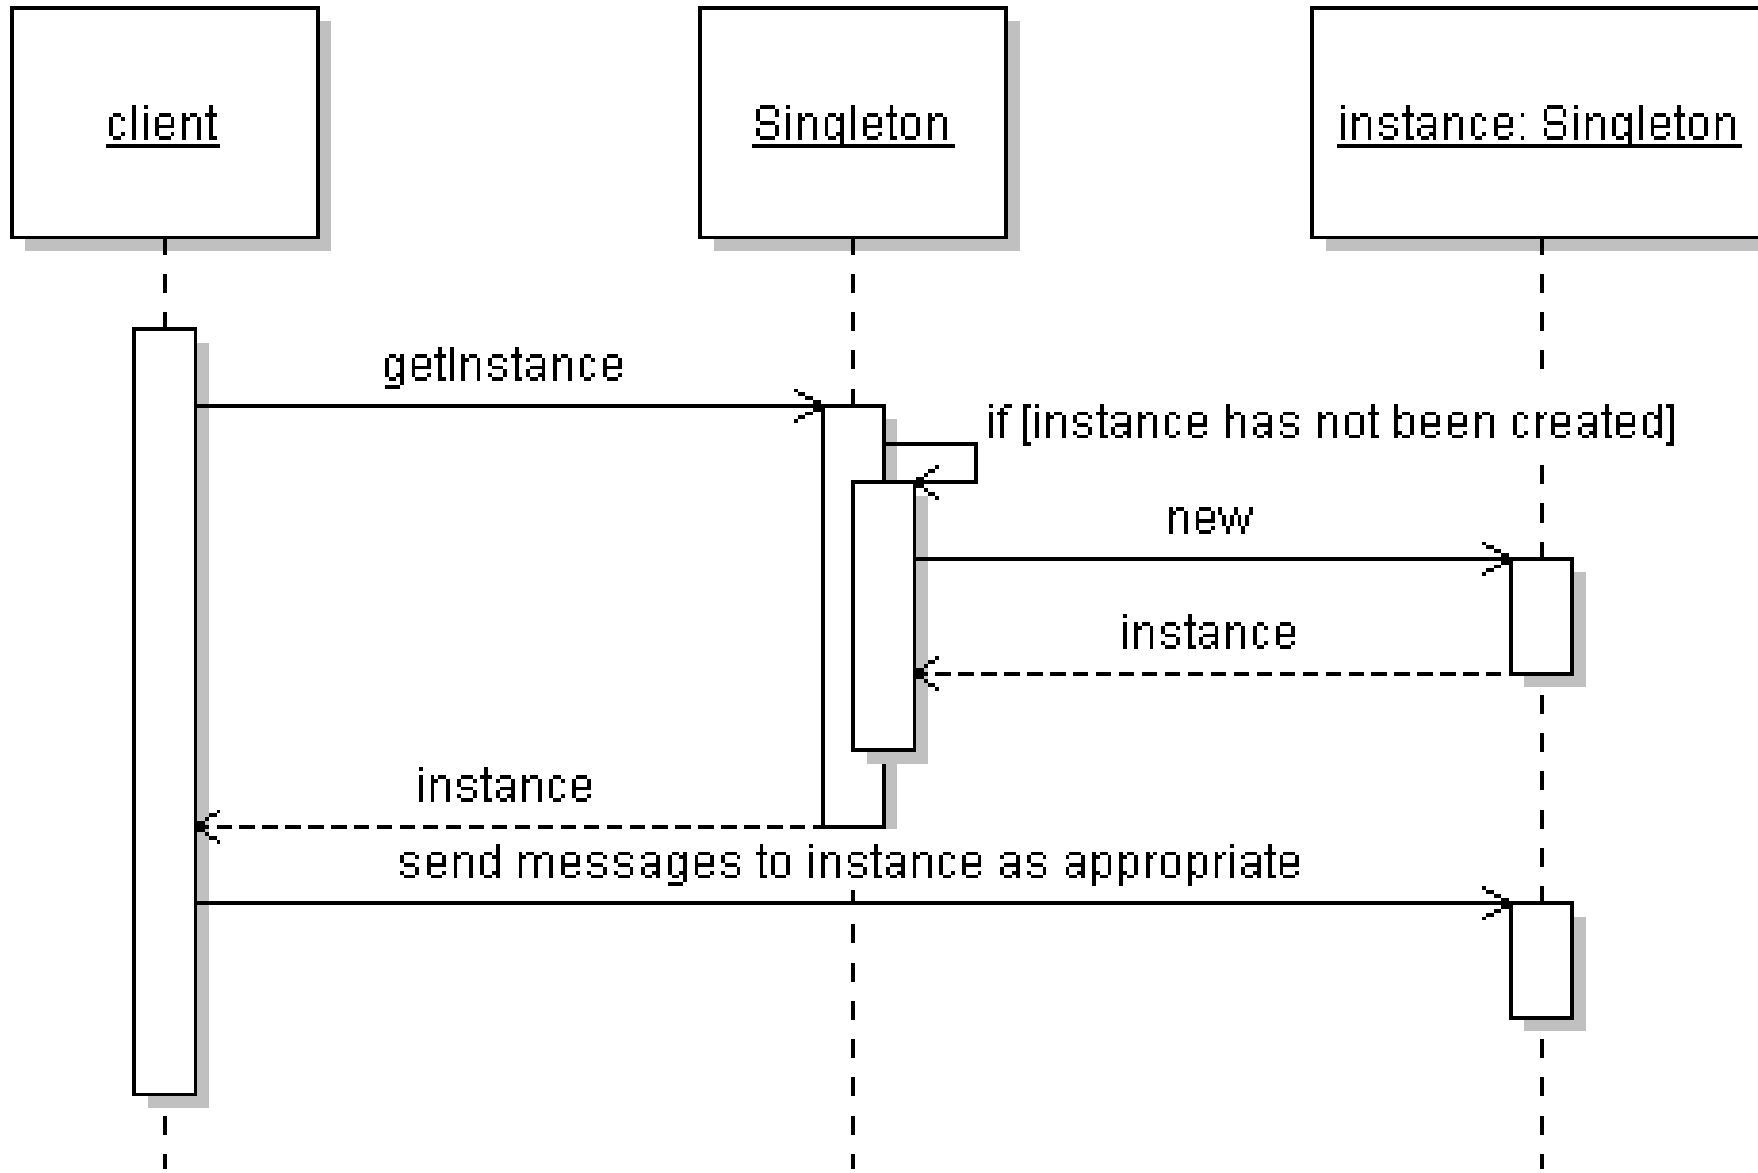 client
Singleton
instance: Singleton
getInstance
if [instance has not been created]
new
instance
instance
send messages to instance as appropriate